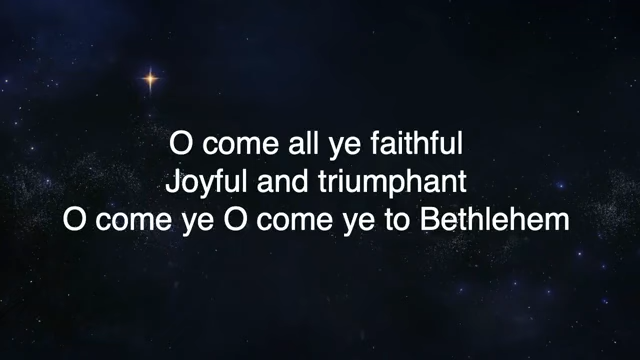 O come all ye faithful
Joyful and triumphant
O come ye O come ye to Bethlehem